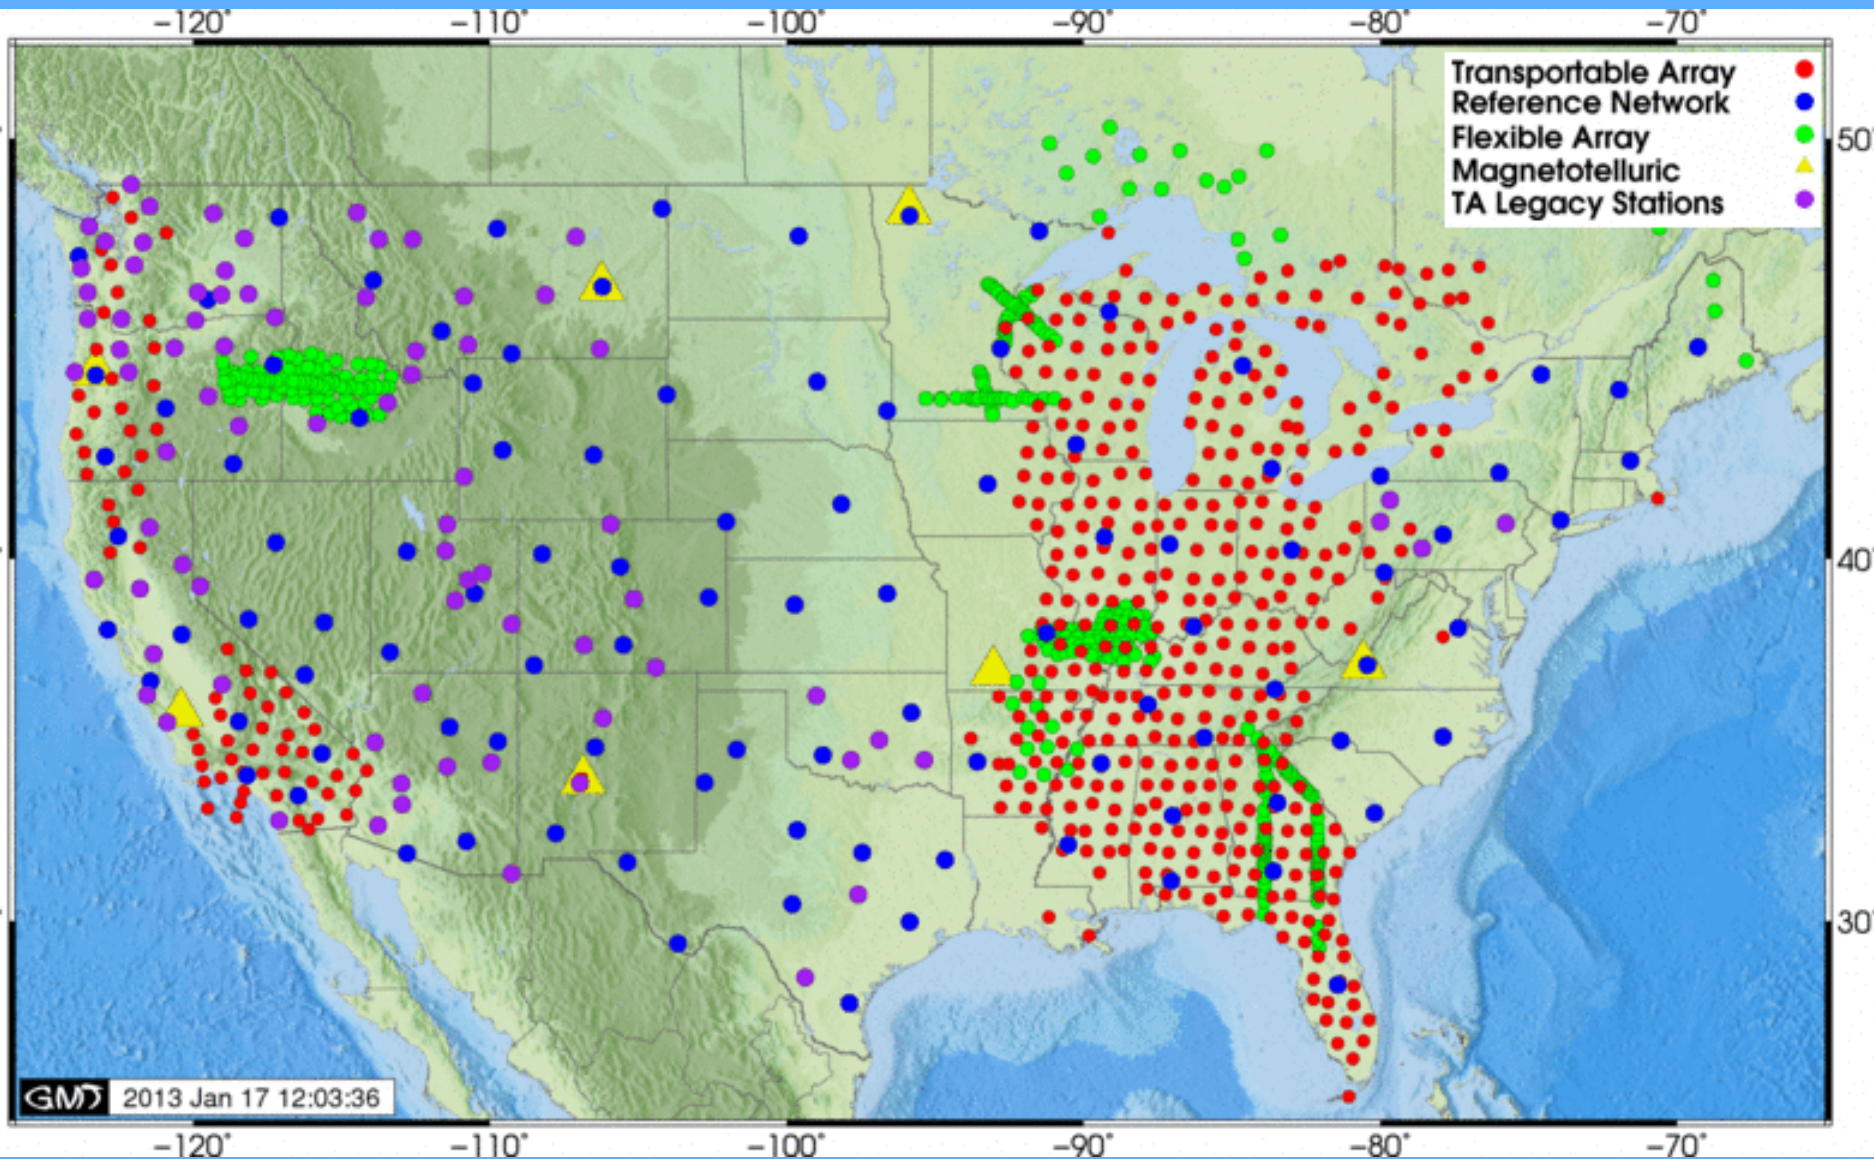 −120° −110° −100° −90° −80° −70°
Transportable Array
Reference Network
Flexible Array
Magnetotelluric
TA Legacy Stations
50°
40°
30°
GMT 2013 Jan 17 12:03:36
−120° −110° −100° −90° −80° −70°